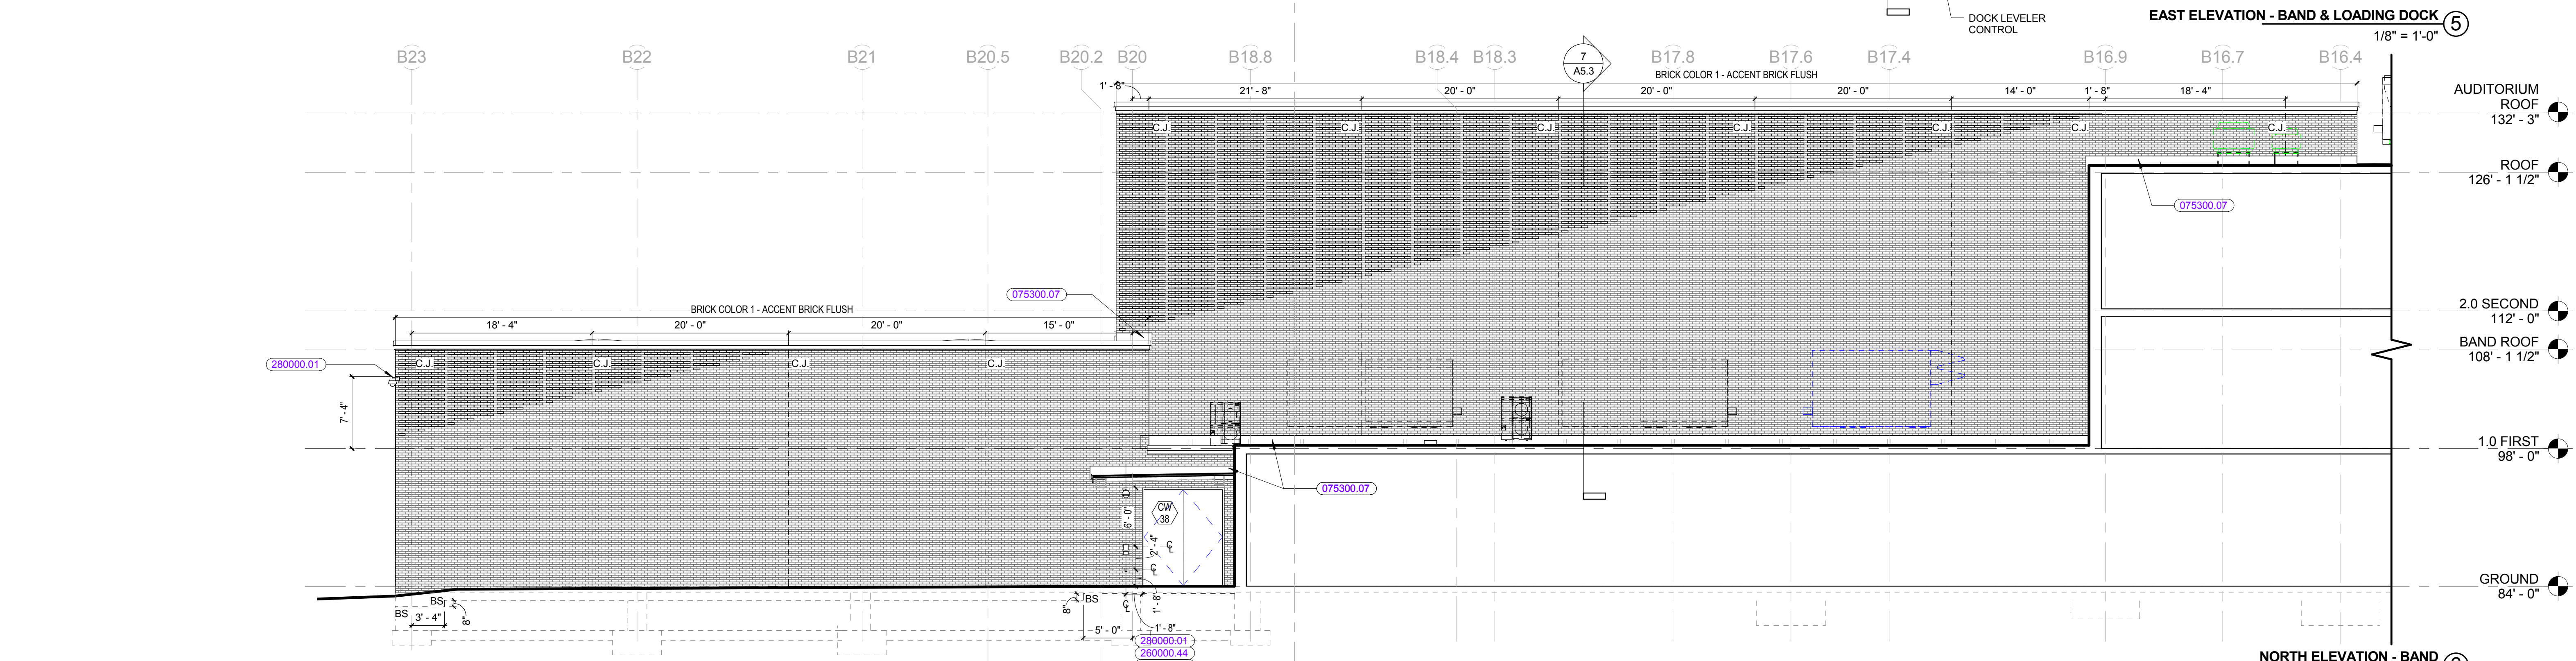 DOCK LEVELER
CONTROL
EAST ELEVATION - BAND & LOADING DOCK 5
1/8" = 1'-0"
B23 B22 B21 B20.5 B20.2 B20 B18.8 B18.4 B18.3 B17.8 B17.6 B17.4 B16.9 B16.7 B16.4
7
A5.3
BRICK COLOR 1 - ACCENT BRICK FLUSH
1' - 8" 21' - 8" 20' - 0" 20' - 0" 20' - 0" 14' - 0" 1' - 8" 18' - 4"
C.J. C.J. C.J. C.J. C.J. C.J. C.J.
AUDITORIUM
ROOF
132' - 3"
ROOF
126' - 1 1/2"
075300.07
075300.07
2.0 SECOND
112' - 0"
BRICK COLOR 1 - ACCENT BRICK FLUSH
18' - 4" 20' - 0" 20' - 0" 15' - 0"
BAND ROOF
108' - 1 1/2"
280000.01
C.J. C.J. C.J. C.J.
7' - 4"
1.0 FIRST
98' - 0"
075300.07
CW
38
6' - 0"
2' - 4"
GROUND
84' - 0"
BS
BS
3' - 4"
8"
8"
BS
5' - 0"
1' - 8"
1' - 8"
280000.01
260000.44
NORTH ELEVATION - BAND